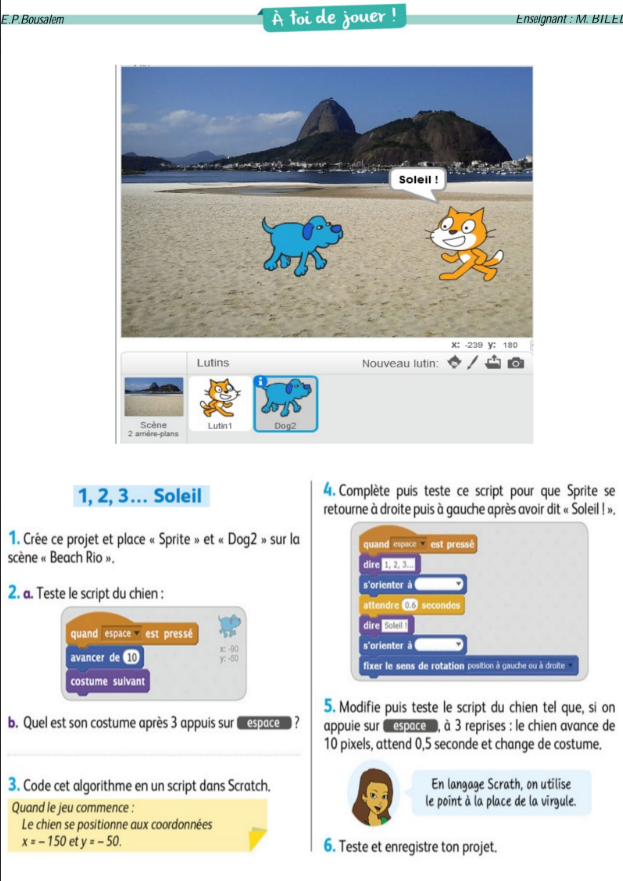 E.P.Bousalem
À toi de jouer !
Enseignant : M. BILEL
Soleil !
x: -239 y: 180
Lutins
Nouveau lutin:
Scène
2 arrière-plans
Lutin1
Dog2
1, 2, 3... Soleil
1. Crée ce projet et place « Sprite » et « Dog2 » sur la
scène « Beach Rio ».
2. a. Teste le script du chien :
quand espace est pressé
avancer de 10
costume suivant
x: -90
y: -50
b. Quel est son costume après 3 appuis sur espace ?
3. Code cet algorithme en un script dans Scratch.
Quand le jeu commence :
Le chien se positionne aux coordonnées
x = – 150 et y = – 50.
4. Complète puis teste ce script pour que Sprite se
retourne à droite puis à gauche après avoir dit « Soleil ! ».
quand espace est pressé
dire 1, 2, 3...
s'orienter à
attendre 0.6 secondes
dire Soleil !
s'orienter à
fixer le sens de rotation position à gauche ou à droite
5. Modifie puis teste le script du chien tel que, si on
appuie sur espace, à 3 reprises : le chien avance de
10 pixels, attend 0,5 seconde et change de costume.
En langage Scrath, on utilise
le point à la place de la virgule.
6. Teste et enregistre ton projet.